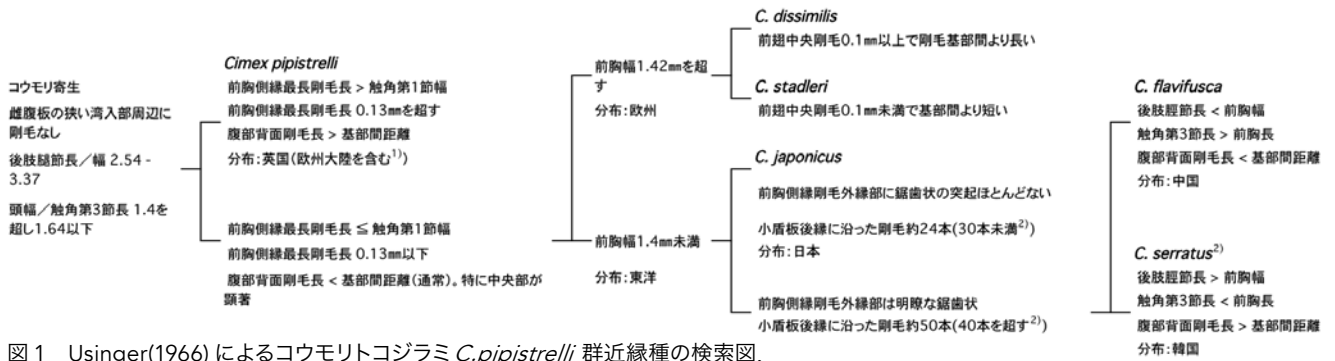 コウモリ寄生
雌腹板の狭い湾入部周辺に
剛毛なし
後肢腿節長／幅 2.54 -
3.37
頭幅／触角第3節長 1.4を
超し1.64以下
Cimex pipistrelli
前胸側縁最長剛毛長 > 触角第1節幅
前胸側縁最長剛毛長 0.13㎜を超す
腹部背面剛毛長 > 基部間距離
分布：英国（欧州大陸を含む1)）
前胸側縁最長剛毛長 ≦ 触角第1節幅
前胸側縁最長剛毛長 0.13㎜以下
腹部背面剛毛長 < 基部間距離（通常）。特に中央部が
顕著
前胸幅1.42㎜を超
す
分布：欧州
前胸幅1.4㎜未満
分布：東洋
C. dissimilis
前翅中央剛毛0.1㎜以上で剛毛基部間より長い
C. stadleri
前翅中央剛毛0.1㎜未満で基部間より短い
C. japonicus
前胸側縁剛毛外縁部に鋸歯状の突起ほとんどない
小盾板後縁に沿った剛毛約24本(30本未満2))
分布：日本
前胸側縁剛毛外縁部は明瞭な鋸歯状
小盾板後縁に沿った剛毛約50本(40本を超す2))
C. flavifusca
後肢脛節長 < 前胸幅
触角第3節長 > 前胸長
腹部背面剛毛長 < 基部間距離
分布：中国
C. serratus2)
後肢脛節長 > 前胸幅
触角第3節長 < 前胸長
腹部背面剛毛長 > 基部間距離
分布：韓国
図 1　Usinger(1966) によるコウモリトコジラミ C.pipistrelli 群近縁種の検索図.